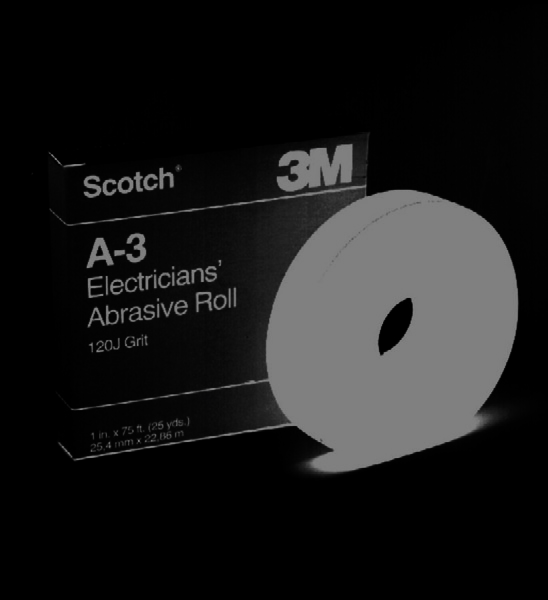 Scotch®
3M
A-3
Electricians'
Abrasive Roll
120J Grit
1 in. x 75 ft. (25 yds.)
25.4 mm x 22.86 m